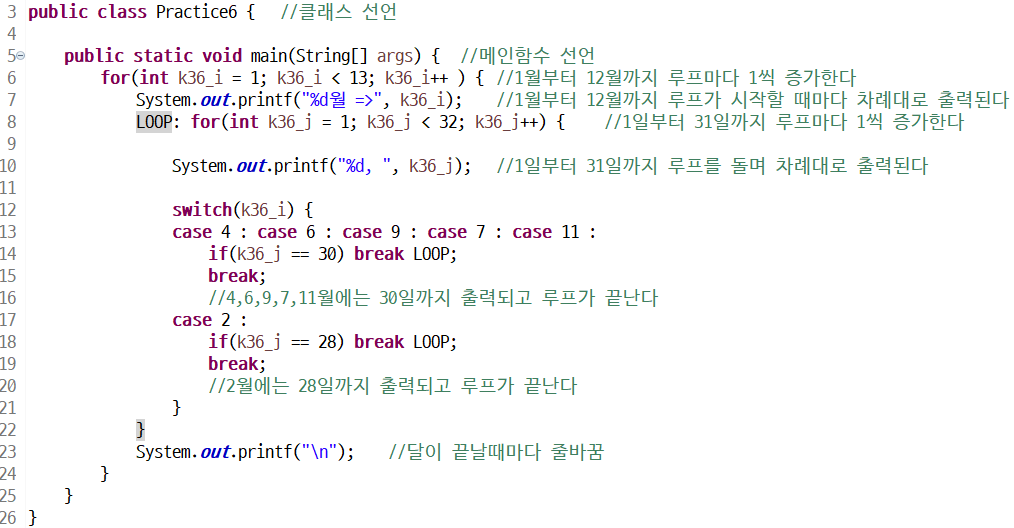 3 public class Practice6 {   //클래스 선언
4
5 public static void main(String[] args) {  //메인함수 선언
6 for(int k36_i = 1; k36_i < 13; k36_i++ ) { //1월부터 12월까지 루프마다 1씩 증가한다
7 System.out.printf("%d월 =>", k36_i);    //1월부터 12월까지 루프가 시작할 때마다 차례대로 출력된다
8 LOOP: for(int k36_j = 1; k36_j < 32; k36_j++) {    //1일부터 31일까지 루프마다 1씩 증가한다
9
10 System.out.printf("%d, ", k36_j);   //1일부터 31일까지 루프를 돌며 차례대로 출력된다
11
12 switch(k36_i) {
13 case 4 : case 6 : case 9 : case 7 : case 11 :
14 if(k36_j == 30) break LOOP;
15 break;
16 //4,6,9,7,11월에는 30일까지 출력되고 루프가 끝난다
17 case 2 :
18 if(k36_j == 28) break LOOP;
19 break;
20 //2월에는 28일까지 출력되고 루프가 끝난다
21 }
22 }
23 System.out.printf("\n");    //달이 끝날때마다 줄바꿈
24 }
25 }
26 }